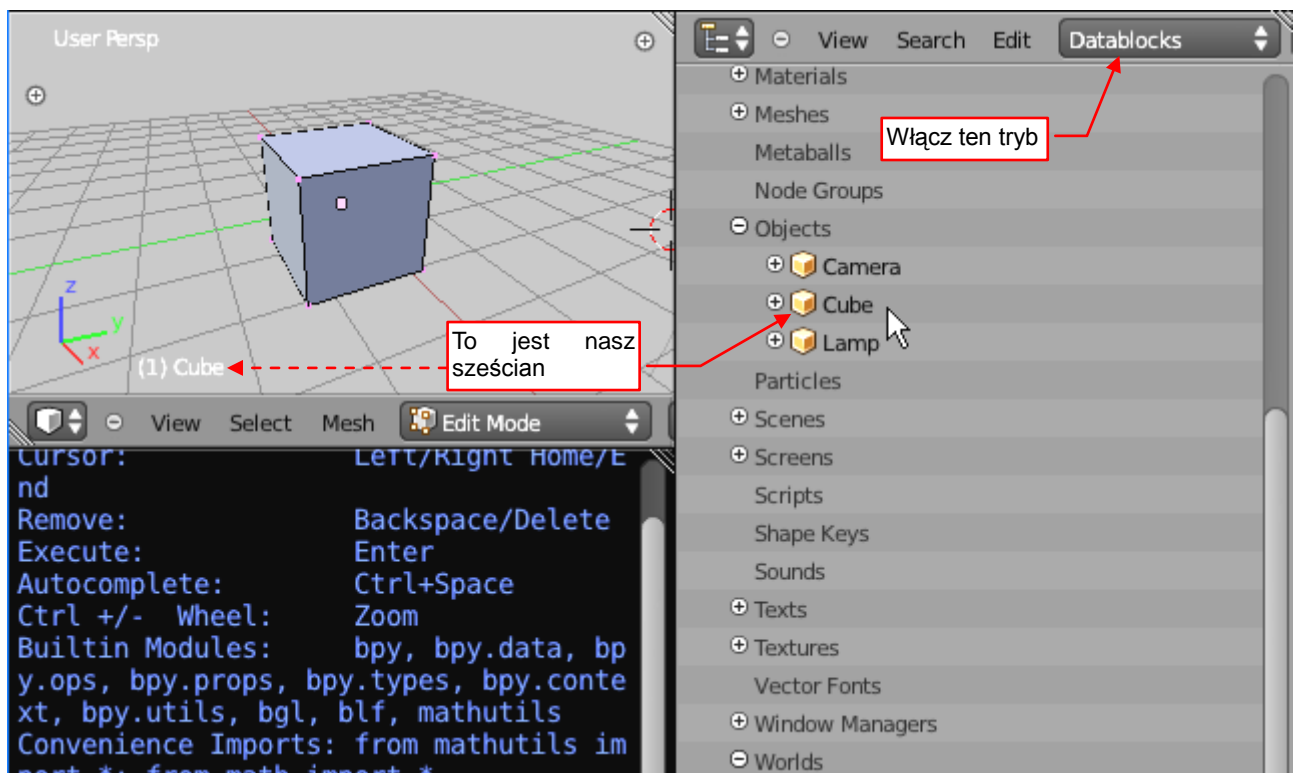 User Persp
z
y
x
(1) Cube
To jest nasz
sześcian
View Select Mesh Edit Mode
Cursor: Left/Right Home/E
nd
Remove: Backspace/Delete
Execute: Enter
Autocomplete: Ctrl+Space
Ctrl +/- Wheel: Zoom
Builtin Modules: bpy, bpy.data, bp
y.ops, bpy.props, bpy.types, bpy.conte
xt, bpy.utils, bgl, blf, mathutils
Convenience Imports: from mathutils im
port *; from math import *
View Search Edit Datablocks
Materials
Meshes
Włącz ten tryb
Metaballs
Node Groups
Objects
Camera
Cube
Lamp
Particles
Scenes
Screens
Scripts
Shape Keys
Sounds
Texts
Textures
Vector Fonts
Window Managers
Worlds